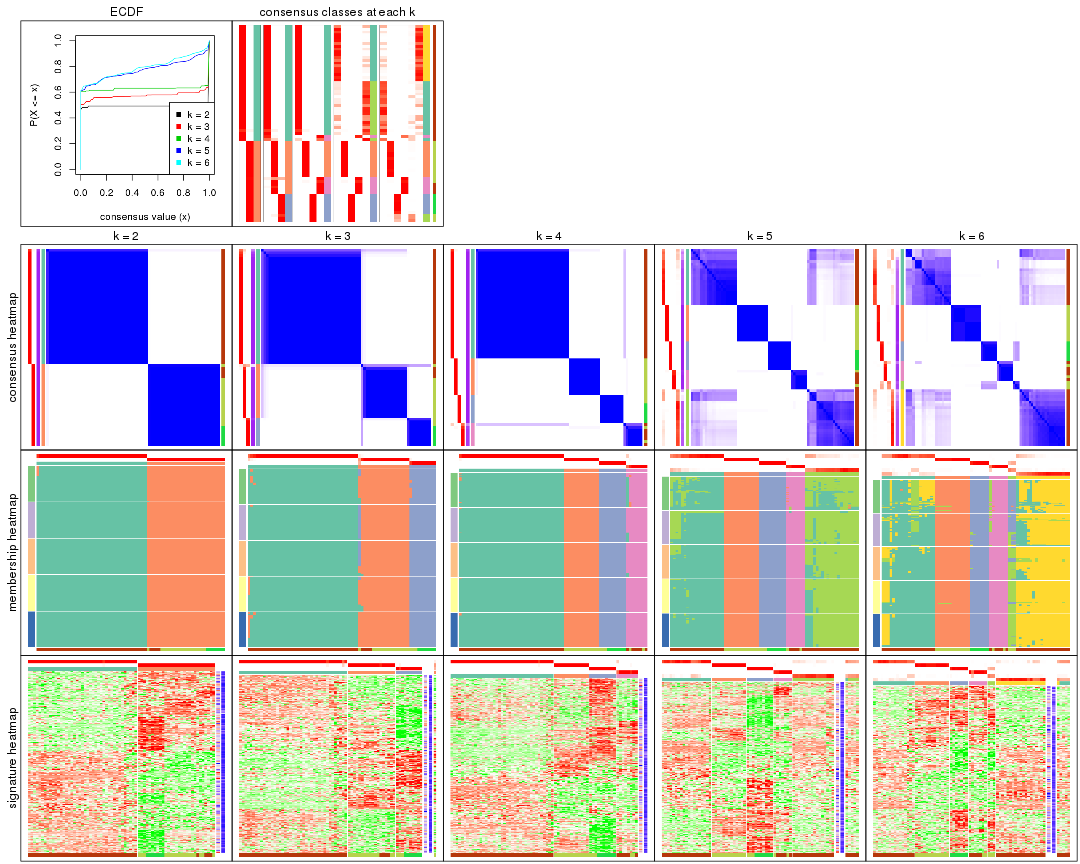 ECDF
consensus classes at each k
P(X <= x)
0.0
0.2
0.4
0.6
0.8
1.0
k = 2
k = 3
k = 4
k = 5
k = 6
0.0 0.2 0.4 0.6 0.8 1.0
consensus value (x)
k = 2
k = 3
k = 4
k = 5
k = 6
consensus heatmap
membership heatmap
signature heatmap